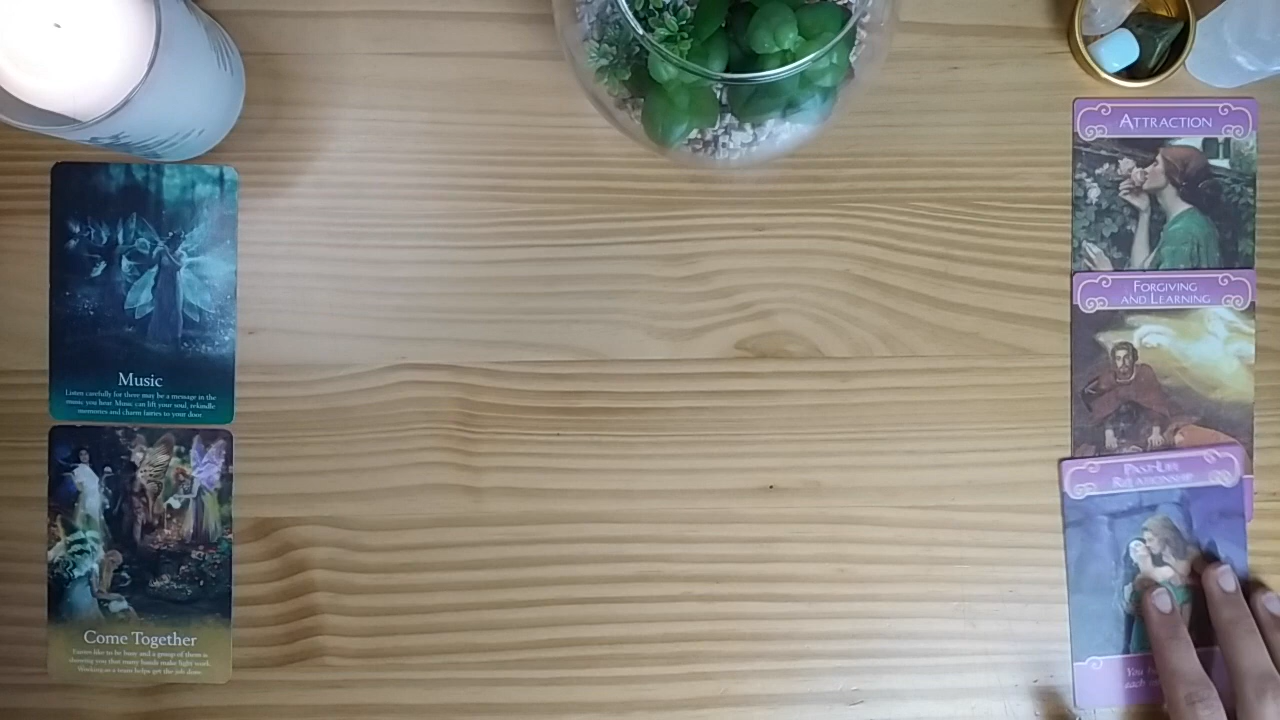 Music
Listen carefully for there may be a message in the
music you hear. Music can lift your soul, rekindle
memories and charm fairies to your door
Come Together
Fairies like to be busy and a group of them is
showing you that many hands make light work.
Working as a team helps get the job done.
ATTRACTION
FORGIVING
AND LEARNING
PAST-LIFE
RELATIONSHIP
You
each